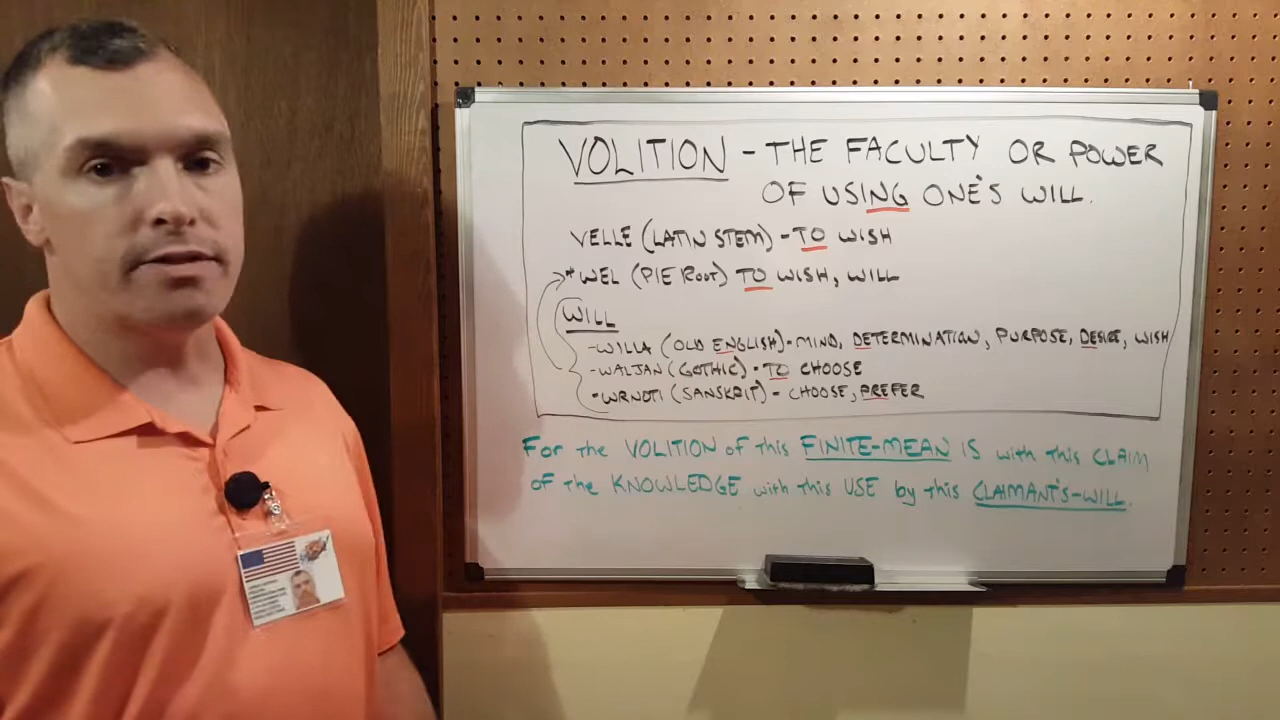 VOLITION - THE FACULTY OR POWER
OF USING ONE'S WILL.
VELLE (LATIN STEM) - TO WISH
*WEL (PIE ROOT) TO WISH, WILL
WILL
-WILLA (OLD ENGLISH) - MIND, DETERMINATION, PURPOSE, DESIRE, WISH
-WALJAN (GOTHIC) - TO CHOOSE
-WRNOTI (SANSKRIT) - CHOOSE, PREFER
For the VOLITION of this FINITE-MEAN IS with this CLAIM
OF the KNOWLEDGE with this USE by this CLAIMANT'S-WILL.